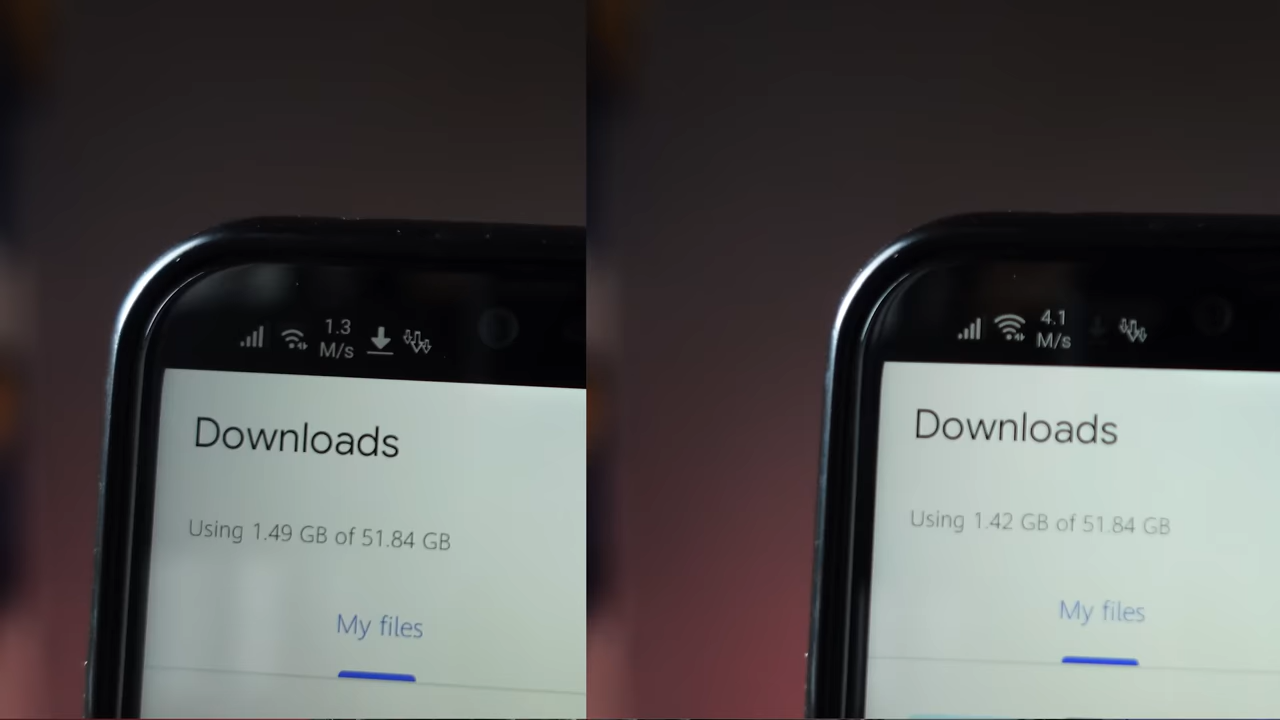 1.3
M/s
Downloads
Using 1.49 GB of 51.84 GB
My files
4.1
M/s
Downloads
Using 1.42 GB of 51.84 GB
My files